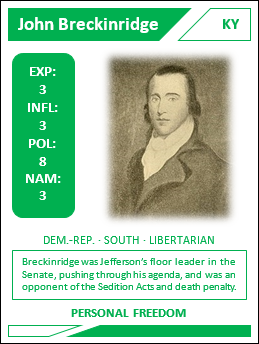 John Breckinridge
KY
EXP:
3
INFL:
3
POL:
8
NAM:
3
DEM.-REP. · SOUTH · LIBERTARIAN
Breckinridge was Jefferson's floor leader in the
Senate, pushing through his agenda, and was an
opponent of the Sedition Acts and death penalty.
PERSONAL FREEDOM